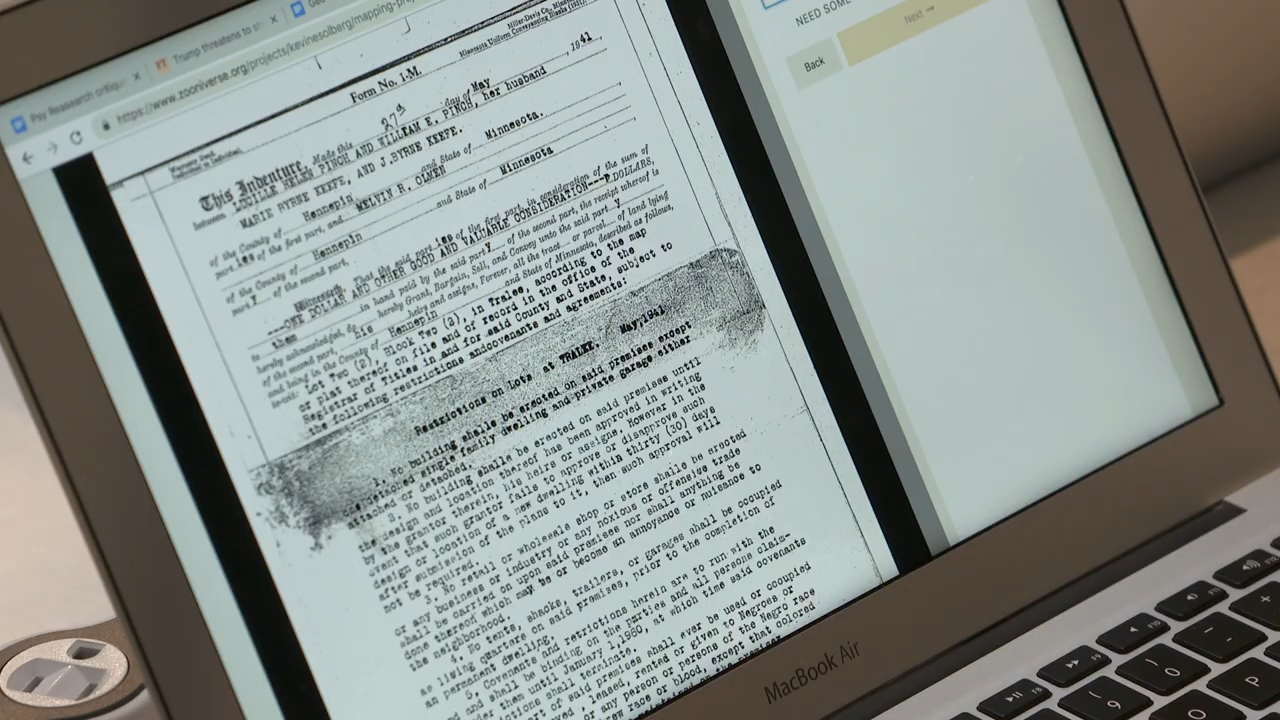 Psy Research critiqu
Trump threatens to s
https://www.zooniverse.org/projects/kevinesolberg/mapping-pre
NEED SOME
Back
Next →
Miller-Davis Co., Minnea
Minnesota Uniform Conveyancing Blanks (1931)
Form No. 1-M.
Warranty Deed.
Individual to Individual.
This Indenture, Made this 27th day of May, 1941
between LUCILLE HELEN PINCH AND WILLIAM E. PINCH, her husband
MARIE BYRNE KEEFE, AND J.BYRNE KEEFE.
of the County of Hennepin and State of Minnesota.
part ies of the first part, and MELVIN R. OLMEN
of the County of Hennepin and State of Minnesota
part y of the second part,
Witnesseth, That the said part ies of the first part, in consideration of the sum of
---ONE DOLLAR AND OTHER GOOD AND VALUABLE CONSIDERATION--- DOLLARS,
to them in hand paid by the said part y of the second part, the receipt whereof is
hereby acknowledged, do hereby Grant, Bargain, Sell, and Convey unto the said part y
of the second part, his heirs and assigns, Forever, all the tract or parcel of land lying
and being in the County of Hennepin and State of Minnesota, described as follows,
to-wit: Lot Two (2), Block Two (2), in Tralee, according to the map
or plat thereof on file and of record in the office of the
Registrar of Titles in and for said County and State, subject to
the following restrictions andcovenants and agreements:
Restrictions on Lots at TRALEE. May,1941
1. No building shalle be erected on said premises except
detached single family dwelling and private garage either
attached or detached.
2. No building shall be erected on said premises until
the design and location thereof has been approved in writing
by the grantor therein, his heirs or assigns. However in the
event that such grantor fails to approve or disapprove such
design or location of a new dwelling within thirty (30) days
after submission of the plans to it, then such approval will
not be required.
3. No retail or wholesale shop or store shall be erected
or any business or industry or any noxious or offensive trade
shall be carried on upon said premises nor shall anything be
done thereof which may be or become an annoyance or nuisance to
the neighborhood.
4. No tents, shacks, trailers, or garages shall be occupied
as living quarters on said premises, prior to the completion of
an permanent dwelling.
5. Covenants and restrictions herein are to run with the
and shall be binding on the parties and all persons claim-
them until January 1, 1960, at which time said covenants
ctions shall terminate.
rt of said premises shall ever be used or occupied
, leased, rented or given to Negroes or
or any person or persons of the Negro race
race or blood, except that colored
MacBook Air